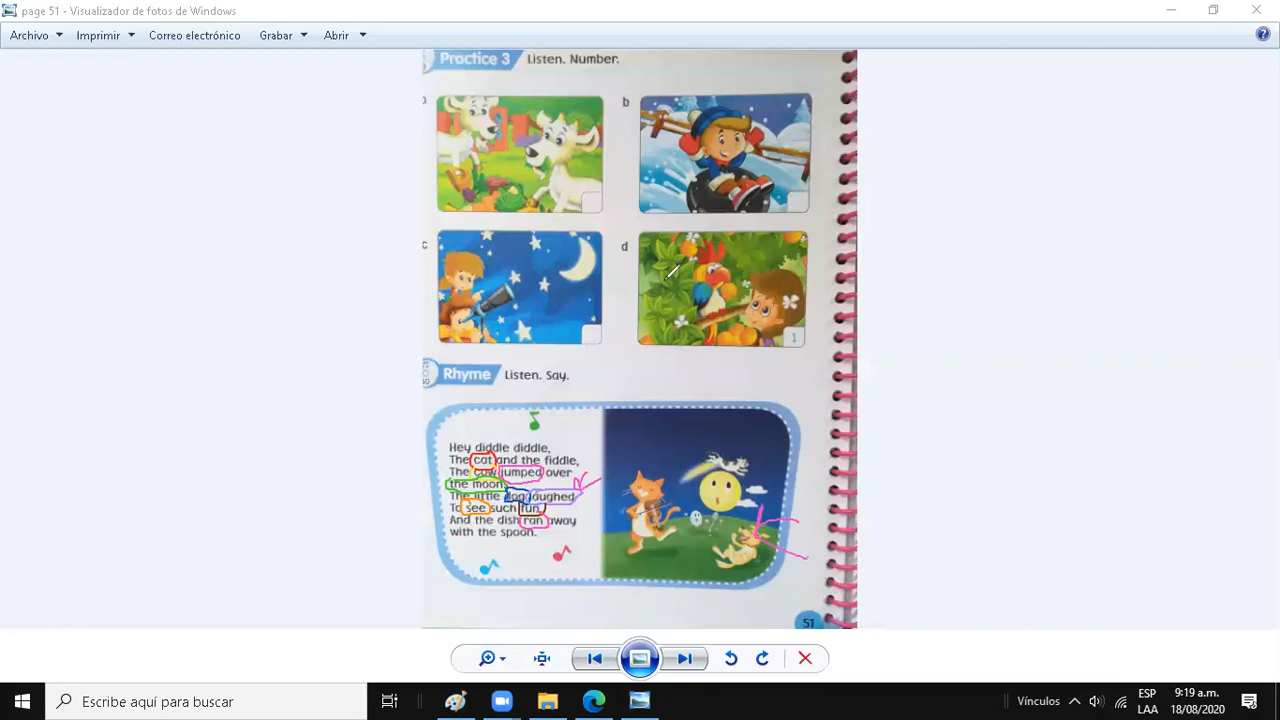 page 51 - Visualizador de fotos de Windows
Archivo Imprimir Correo electrónico Grabar Abrir
Practice 3 Listen. Number.
b
c
d
1
Rhyme Listen. Say.
Hey diddle diddle,
The cat and the fiddle,
The cow jumped over
the moon.
The little dog laughed
To see such fun,
And the dish ran away
with the spoon.
51
Escribe aquí para buscar
Vínculos
ESP
LAA
9:19 a.m.
18/08/2020